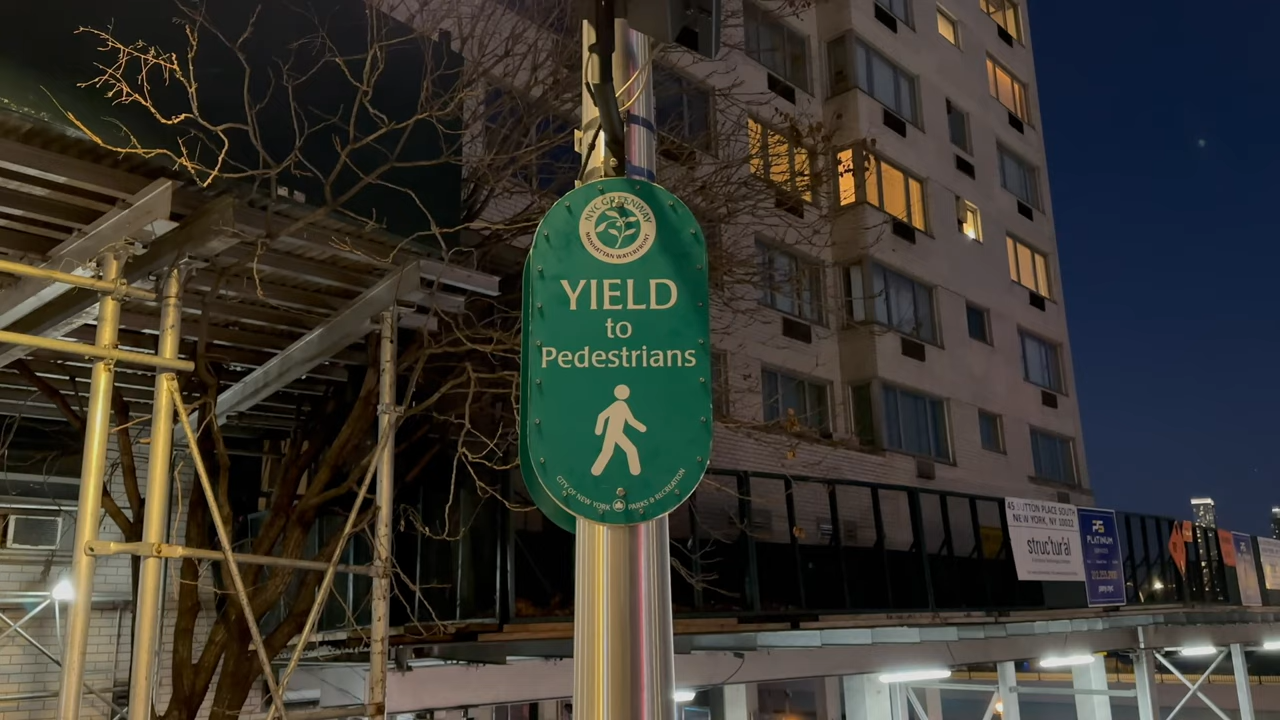 NYC GREENWAY
MANHATTAN WATERFRONT
YIELD
to
Pedestrians
CITY OF NEW YORK PARKS & RECREATION
45 SUTTON PLACE SOUTH
NEW YORK, NY 10022
structural
PLATINUM